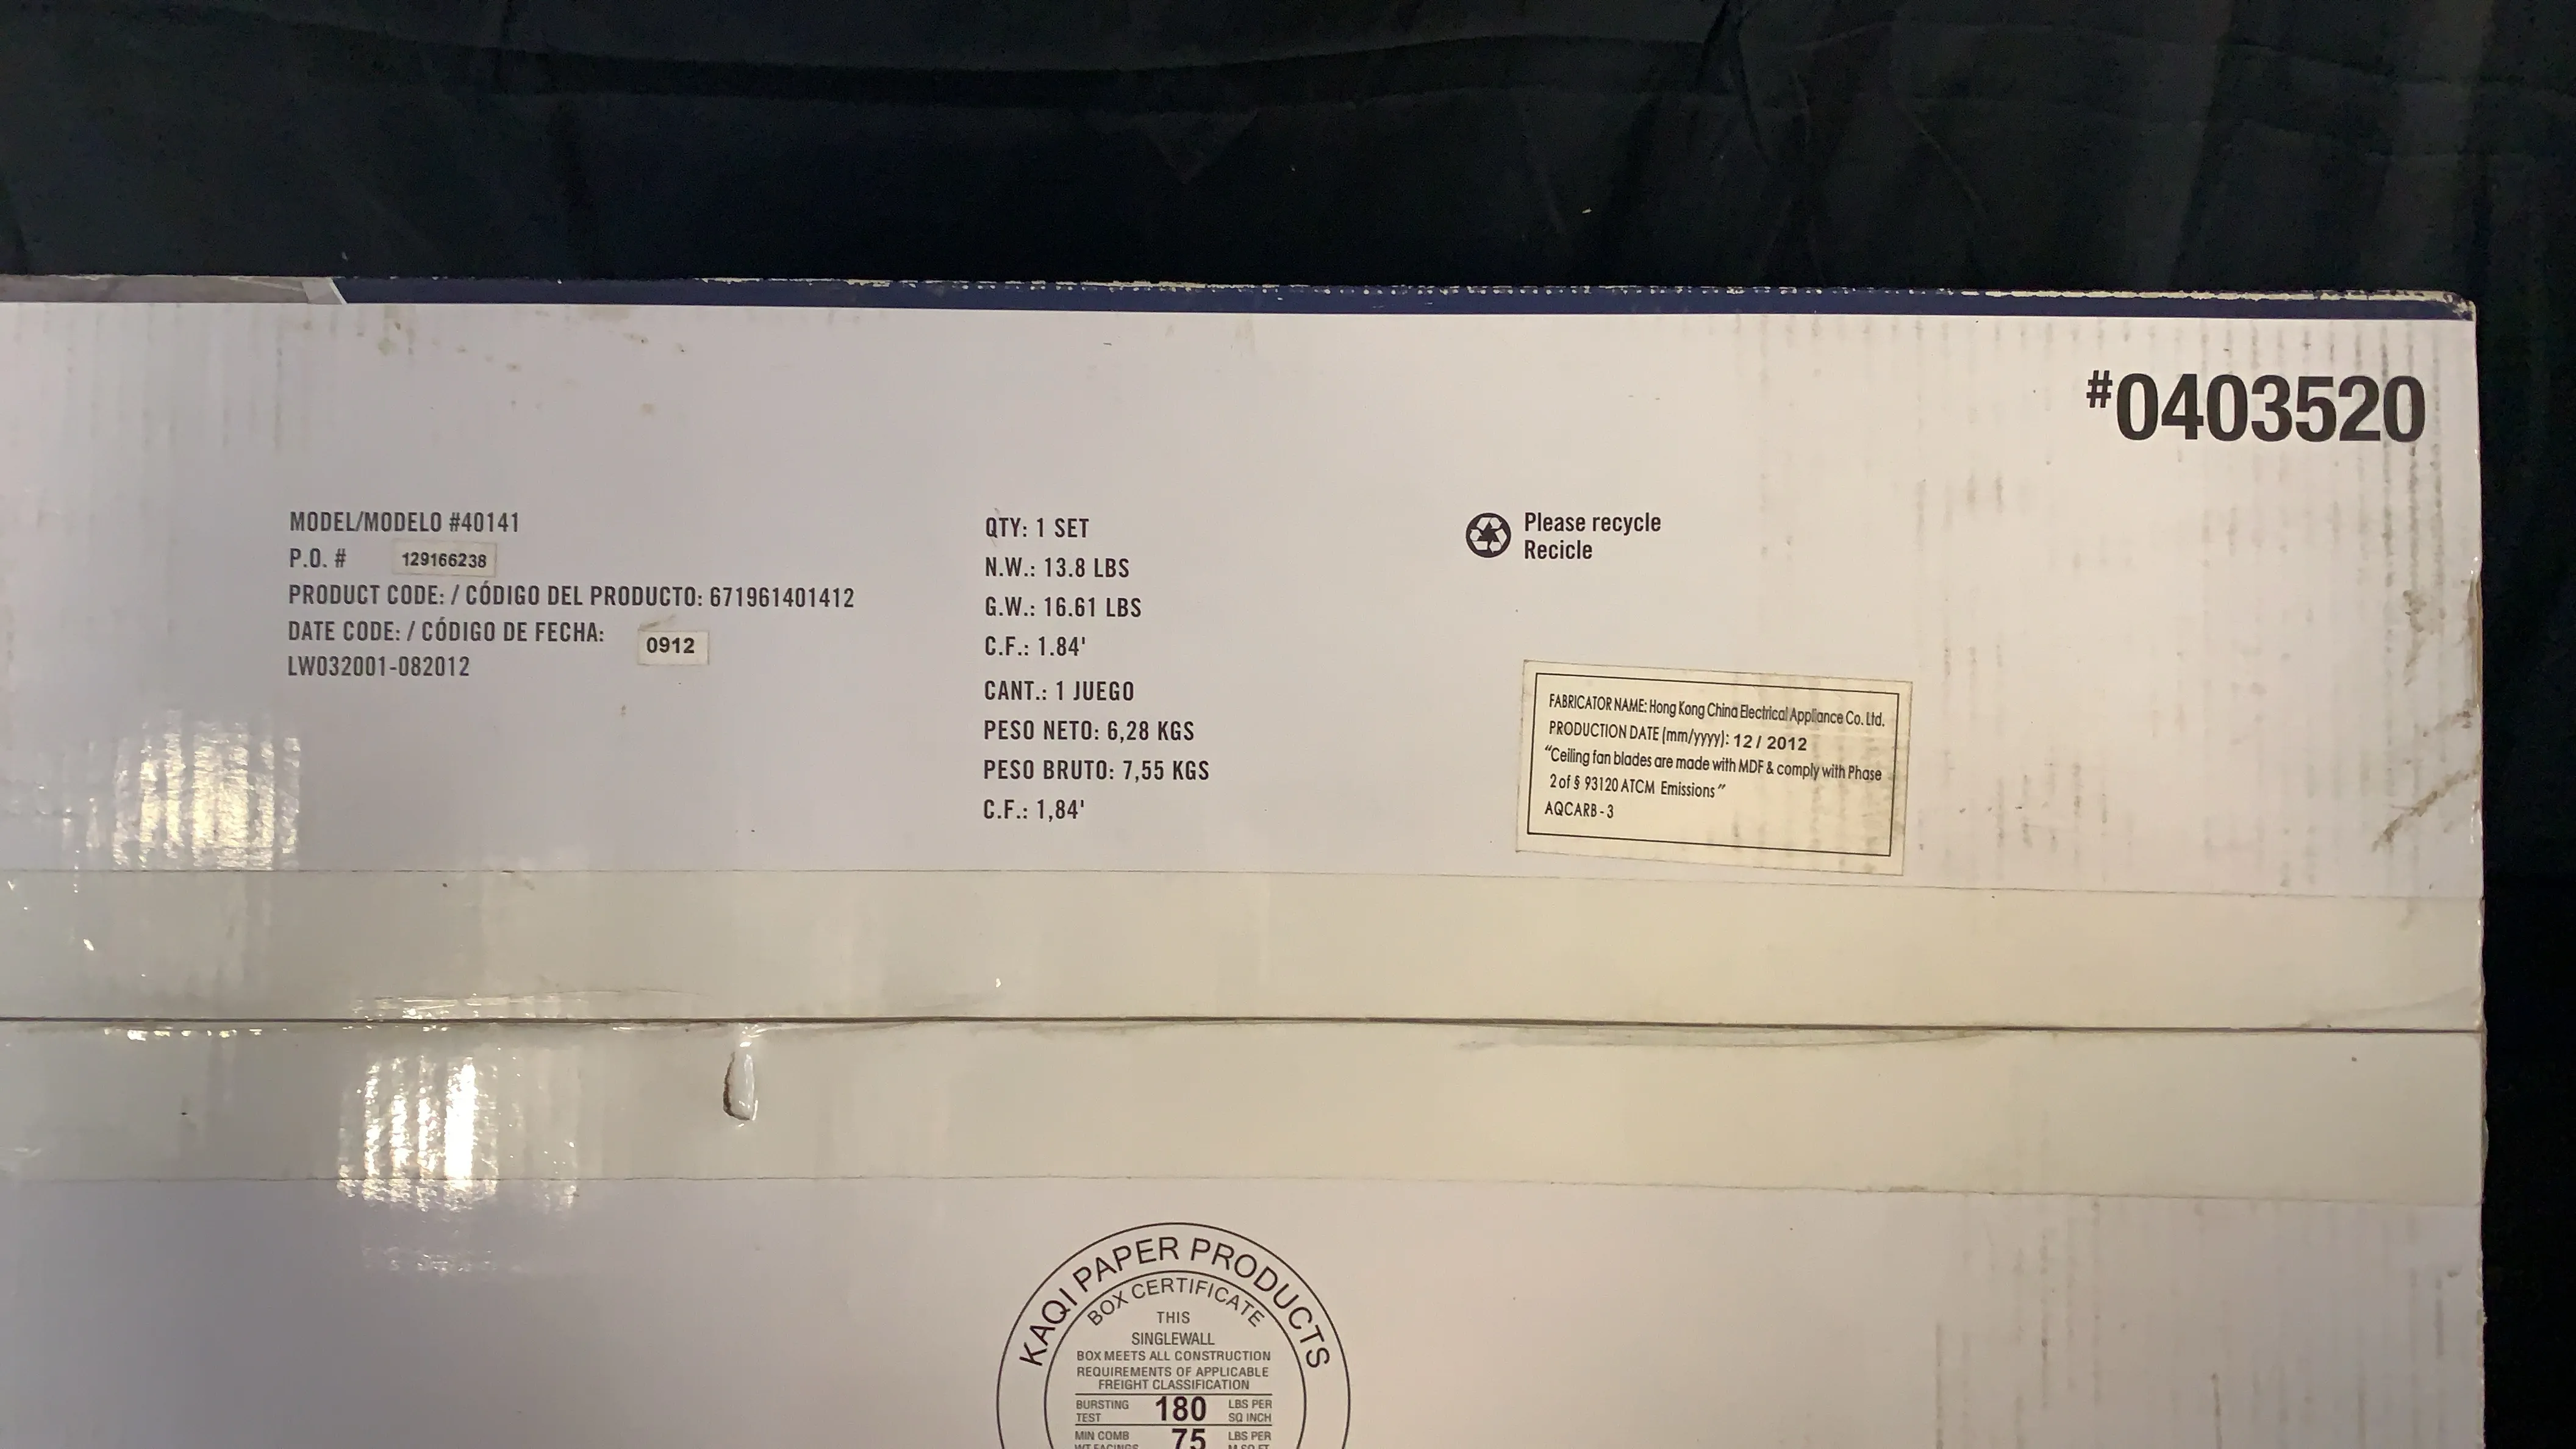 #0403520
MODEL/MODELO #40141
P.O. # 129166238
PRODUCT CODE: / CÓDIGO DEL PRODUCTO: 671961401412
DATE CODE: / CÓDIGO DE FECHA: 0912
LW032001-082012
QTY: 1 SET
N.W.: 13.8 LBS
G.W.: 16.61 LBS
C.F.: 1.84'
CANT.: 1 JUEGO
PESO NETO: 6,28 KGS
PESO BRUTO: 7,55 KGS
C.F.: 1,84'
Please recycle
Recicle
FABRICATOR NAME: Hong Kong China Electrical Appliance Co. Ltd.
PRODUCTION DATE (mm/yyyy): 12 / 2012
"Ceiling fan blades are made with MDF & comply with Phase
2 of § 93120 ATCM Emissions"
AQCARB - 3
KAQI PAPER PRODUCTS
BOX CERTIFICATE
THIS
SINGLEWALL
BOX MEETS ALL CONSTRUCTION
REQUIREMENTS OF APPLICABLE
FREIGHT CLASSIFICATION
BURSTING TEST 180 LBS PER SQ INCH
MIN COMB 75 LBS PER